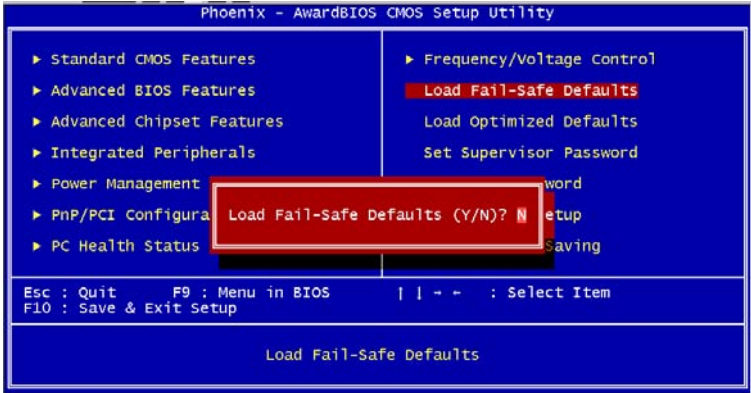 Phoenix - AwardBIOS CMOS Setup Utility
▶ Standard CMOS Features
▶ Advanced BIOS Features
▶ Advanced Chipset Features
▶ Integrated Peripherals
▶ Power Management
▶ PnP/PCI Configura
▶ PC Health Status
▶ Frequency/Voltage Control
Load Fail-Safe Defaults
Load Optimized Defaults
Set Supervisor Password
word
etup
Saving
Load Fail-Safe Defaults (Y/N)? N
Esc : Quit F9 : Menu in BIOS ↑ ↓ → ← : Select Item
F10 : Save & Exit Setup
Load Fail-Safe Defaults